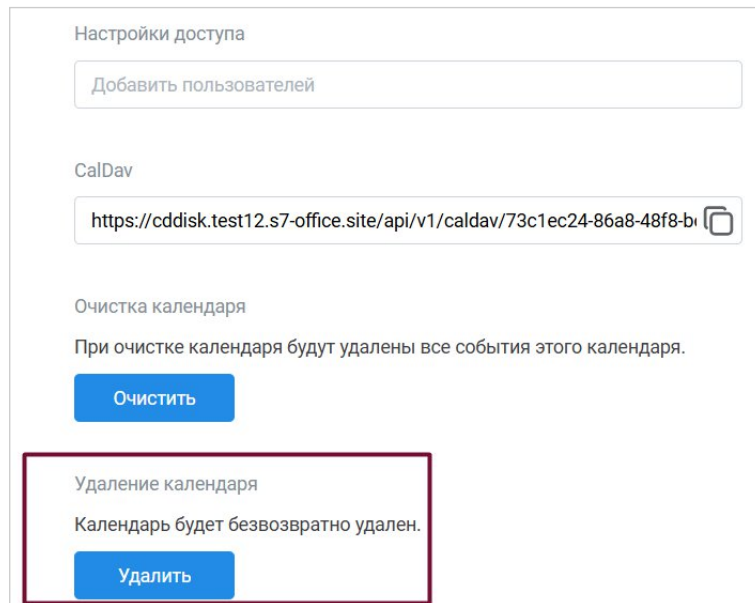 Настройки доступа
Добавить пользователей
CalDav
https://cddisk.test12.s7-office.site/api/v1/caldav/73c1ec24-86a8-48f8-b
Очистка календаря
При очистке календаря будут удалены все события этого календаря.
Очистить
Удаление календаря
Календарь будет безвозвратно удален.
Удалить